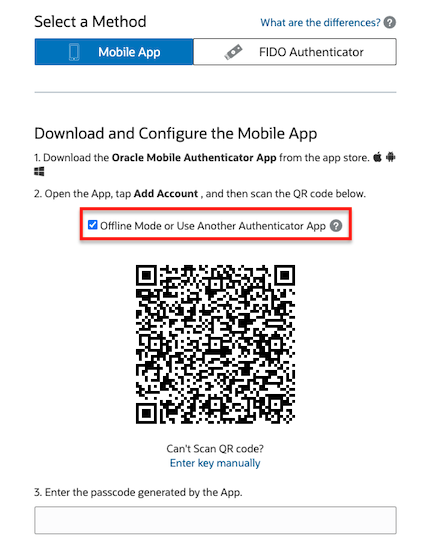 Select a Method
What are the differences? ?
Mobile App
FIDO Authenticator
Download and Configure the Mobile App
1. Download the Oracle Mobile Authenticator App from the app store.
2. Open the App, tap Add Account , and then scan the QR code below.
Offline Mode or Use Another Authenticator App ?
Can't Scan QR code?
Enter key manually
3. Enter the passcode generated by the App.